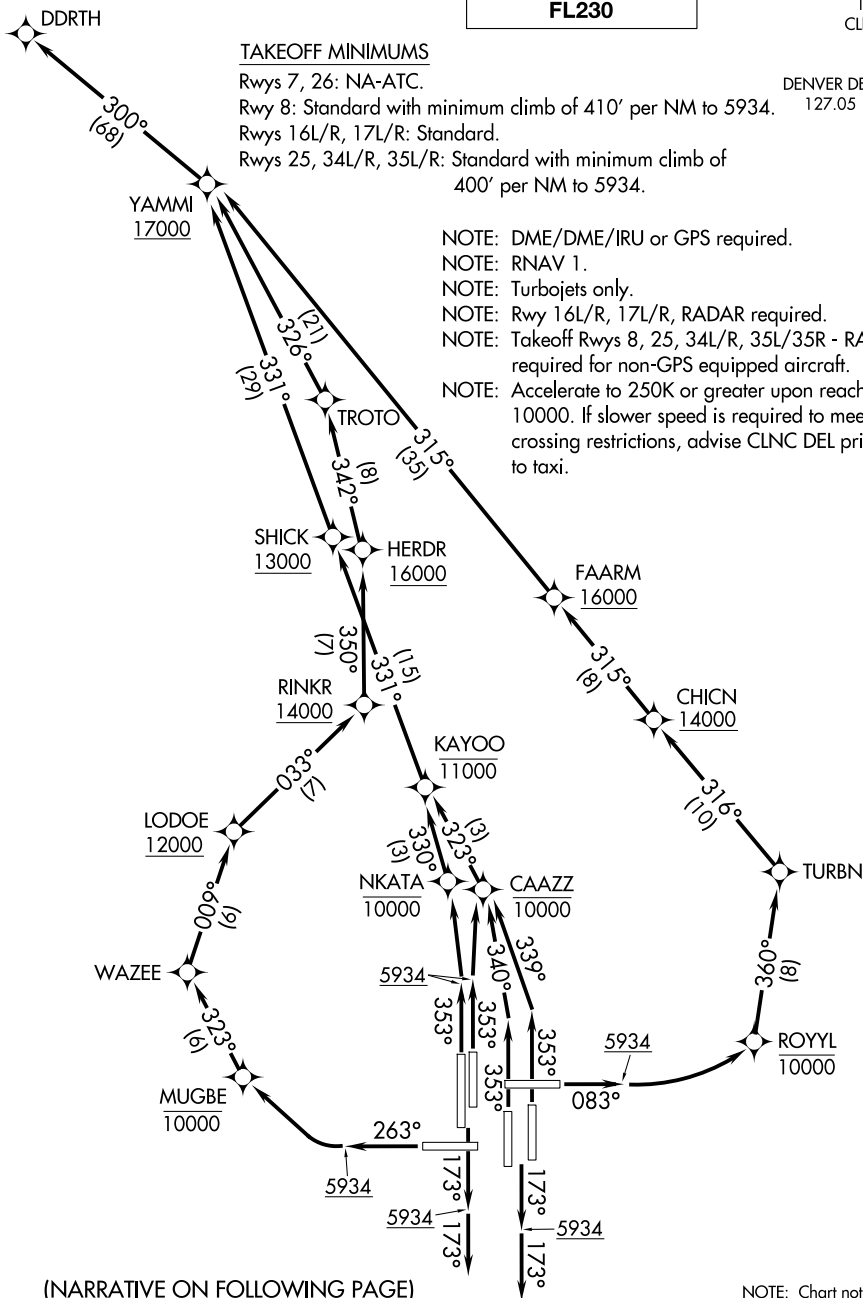 FL230
CL
DENVER DE
127.05
DDRTH
TAKEOFF MINIMUMS
Rwys 7, 26: NA-ATC.
Rwy 8: Standard with minimum climb of 410' per NM to 5934.
Rwys 16L/R, 17L/R: Standard.
Rwys 25, 34L/R, 35L/R: Standard with minimum climb of
400' per NM to 5934.
300°
(68)
YAMMI
17000
NOTE: DME/DME/IRU or GPS required.
NOTE: RNAV 1.
NOTE: Turbojets only.
NOTE: Rwy 16L/R, 17L/R, RADAR required.
NOTE: Takeoff Rwys 8, 25, 34L/R, 35L/35R - RA
required for non-GPS equipped aircraft.
NOTE: Accelerate to 250K or greater upon reach
10000. If slower speed is required to mee
crossing restrictions, advise CLNC DEL pri
to taxi.
(21)
326°
331°
(29)
TROTO
315°
(35)
(8)
342°
SHICK
13000
HERDR
16000
FAARM
16000
350°
(7)
(15)
331°
315°
(8)
RINKR
14000
CHICN
14000
KAYOO
11000
033°
(7)
316°
(10)
LODOE
12000
(3)
323°
330°
(3)
TURBN
NKATA
10000
CAAZZ
10000
009°
(9)
339°
340°
WAZEE
360°
(8)
5934
323°
(6)
353°
353°
353°
353°
5934
ROYYL
10000
083°
MUGBE
10000
263°
5934
173°
173°
5934
5934
173°
173°
(NARRATIVE ON FOLLOWING PAGE)
NOTE: Chart not